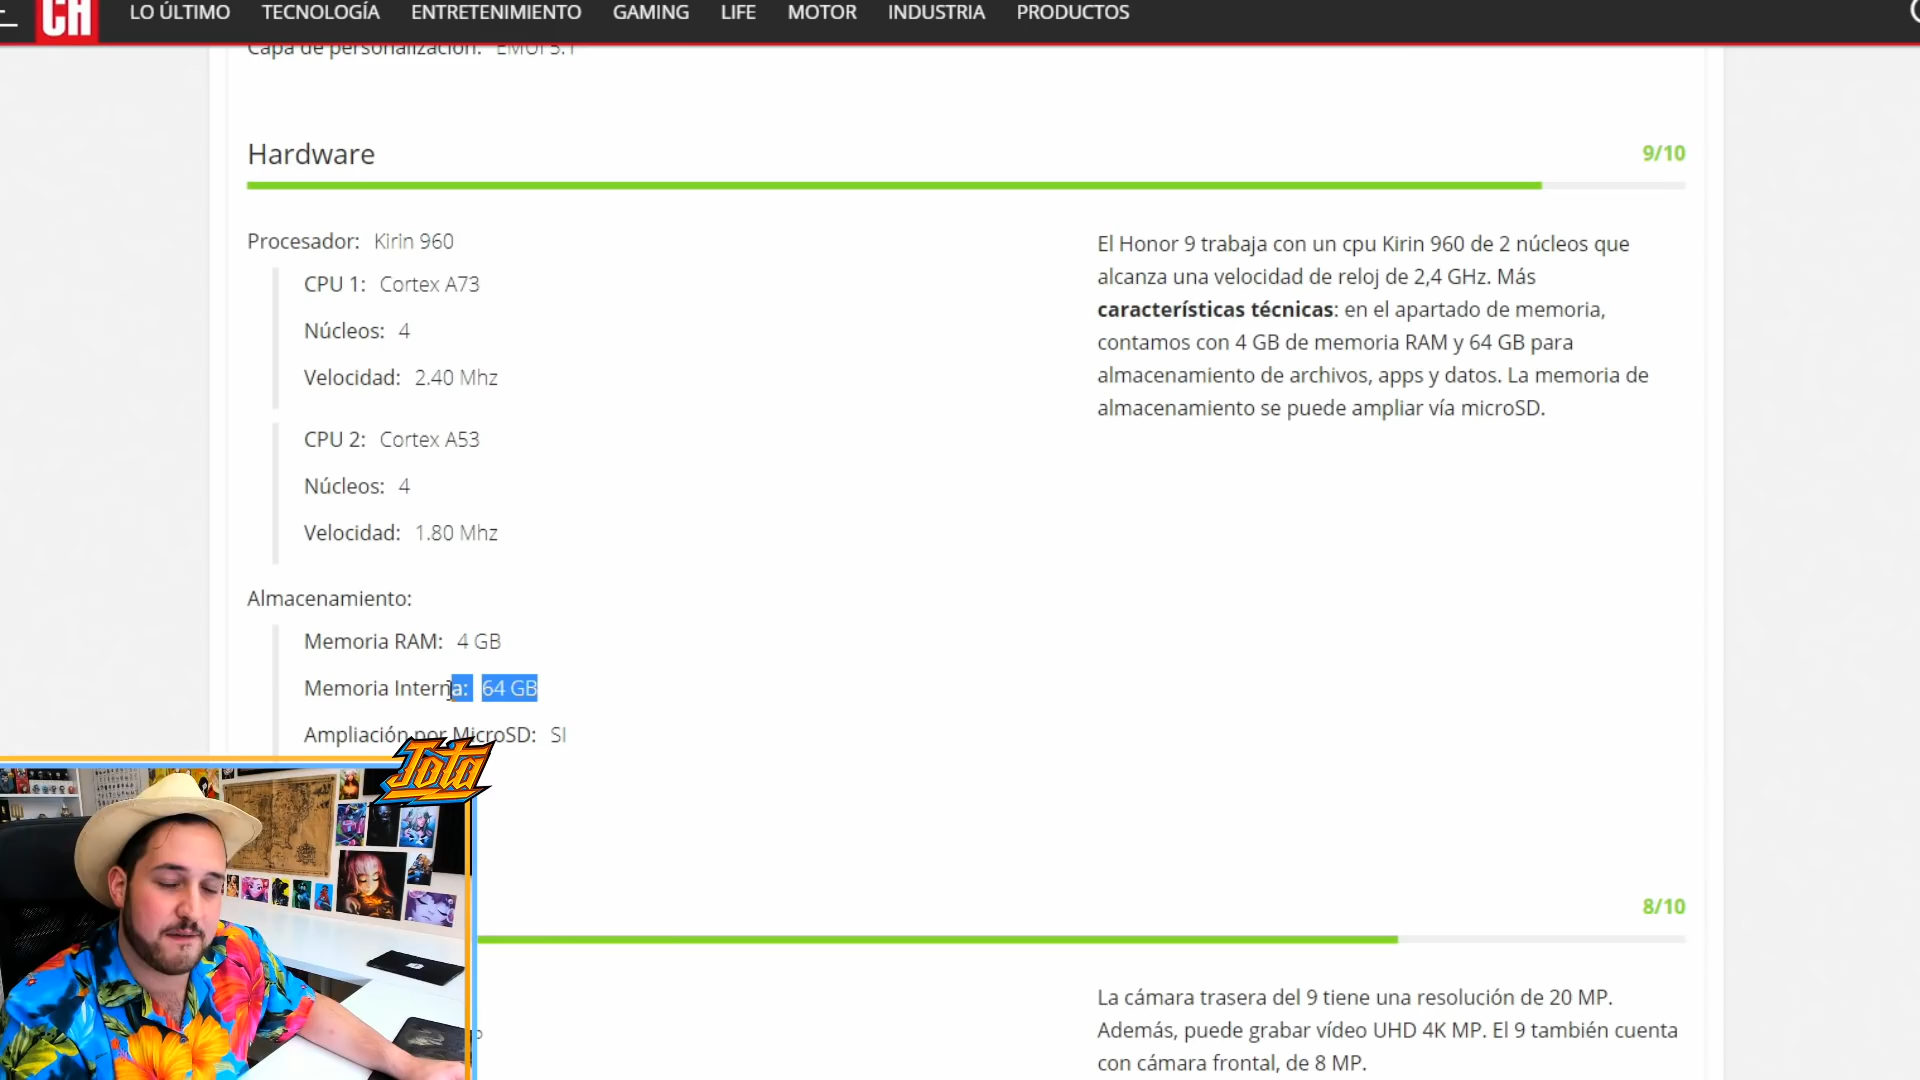 CH
LO ÚLTIMO TECNOLOGÍA ENTRETENIMIENTO GAMING LIFE MOTOR INDUSTRIA PRODUCTOS
Capa de personalización: EMUI 5.1
Hardware
9/10
Procesador: Kirin 960
CPU 1: Cortex A73
Núcleos: 4
Velocidad: 2.40 Mhz
CPU 2: Cortex A53
Núcleos: 4
Velocidad: 1.80 Mhz
Almacenamiento:
Memoria RAM: 4 GB
Memoria Interna: 64 GB
Ampliación por MicroSD: SI
El Honor 9 trabaja con un cpu Kirin 960 de 2 núcleos que
alcanza una velocidad de reloj de 2,4 GHz. Más
características técnicas: en el apartado de memoria,
contamos con 4 GB de memoria RAM y 64 GB para
almacenamiento de archivos, apps y datos. La memoria de
almacenamiento se puede ampliar vía microSD.
Jota
8/10
La cámara trasera del 9 tiene una resolución de 20 MP.
Además, puede grabar vídeo UHD 4K MP. El 9 también cuenta
con cámara frontal, de 8 MP.